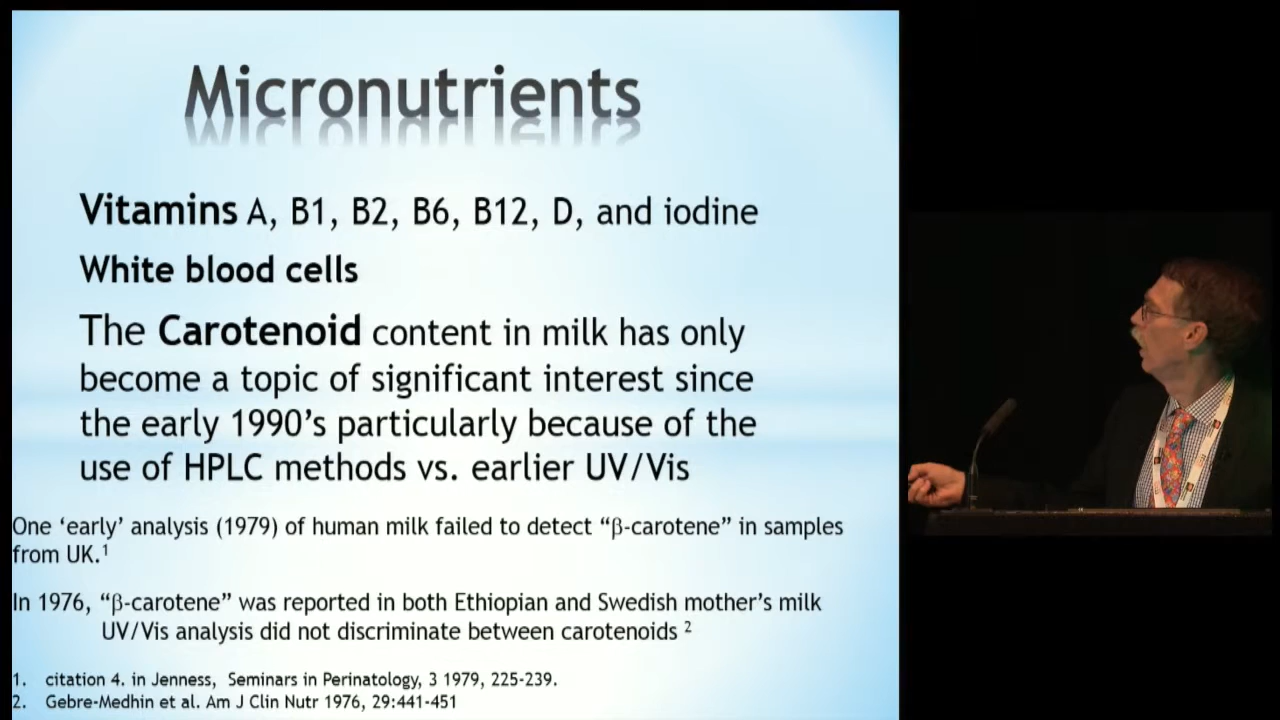 Micronutrients
Vitamins A, B1, B2, B6, B12, D, and iodine
White blood cells
The Carotenoid content in milk has only
become a topic of significant interest since
the early 1990's particularly because of the
use of HPLC methods vs. earlier UV/Vis
One ‘early’ analysis (1979) of human milk failed to detect “β-carotene” in samples
from UK.¹
In 1976, “β-carotene” was reported in both Ethiopian and Swedish mother’s milk
UV/Vis analysis did not discriminate between carotenoids ²
1. citation 4. in Jenness, Seminars in Perinatology, 3 1979, 225-239.
2. Gebre-Medhin et al. Am J Clin Nutr 1976, 29:441-451